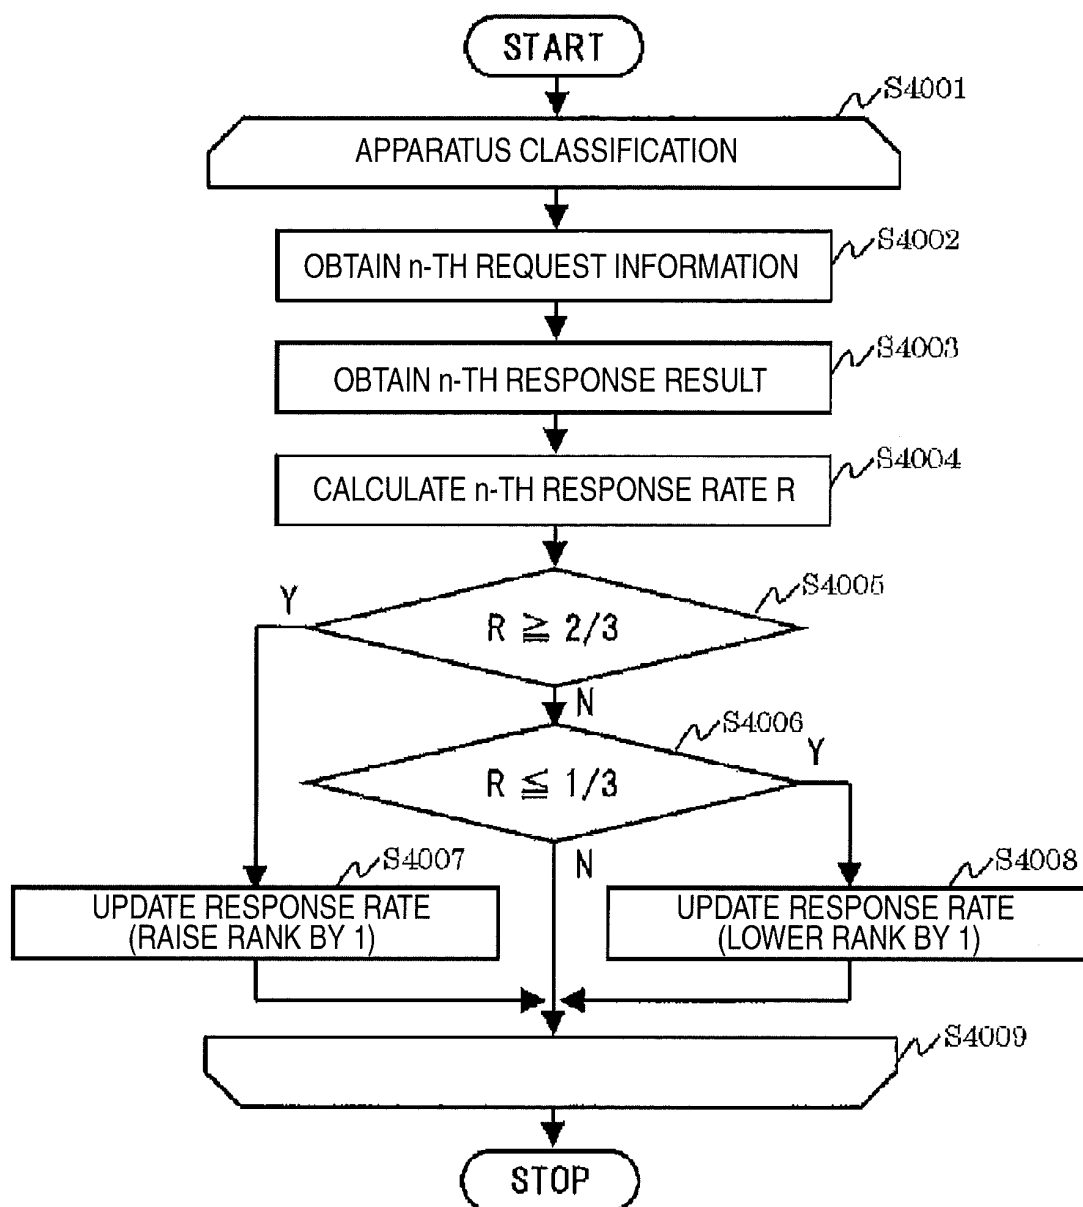 START
S4001
APPARATUS CLASSIFICATION
S4002
OBTAIN n-TH REQUEST INFORMATION
S4003
OBTAIN n-TH RESPONSE RESULT
S4004
CALCULATE n-TH RESPONSE RATE R
S4005
Y
R ≧ 2/3
N
S4006
Y
R ≦ 1/3
N
S4007
UPDATE RESPONSE RATE
(RAISE RANK BY 1)
S4008
UPDATE RESPONSE RATE
(LOWER RANK BY 1)
S4009
STOP